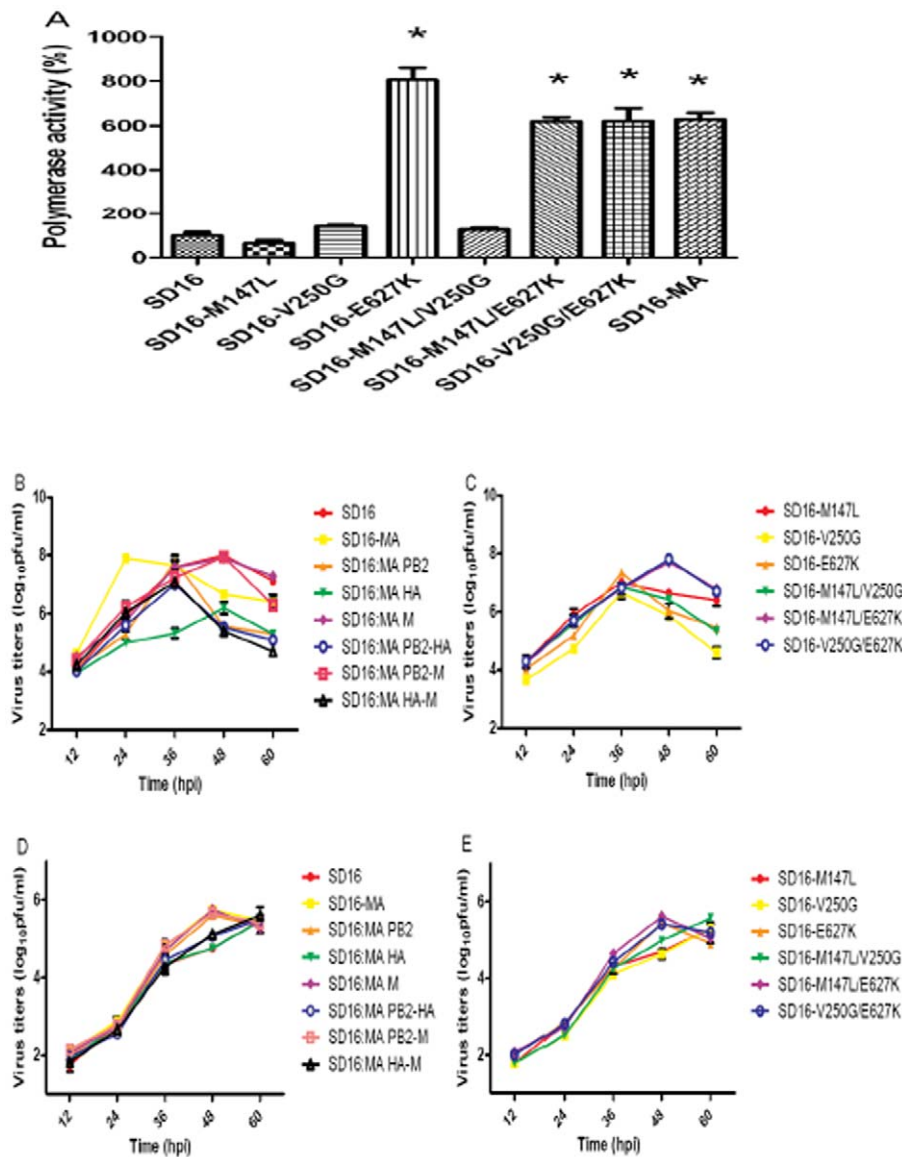 A
Polymerase activity (%)
1000
800
600
400
200
0
*
*
*
*
SD16
SD16-M147L
SD16-V250G
SD16-E627K
SD16-M147L/V250G
SD16-M147L/E627K
SD16-V250G/E627K
SD16-MA
B
Virus titers (log10pfu/ml)
10
8
6
4
2
12
24
36
48
60
Time (hpi)
SD16
SD16-MA
SD16:MA PB2
SD16:MA HA
SD16:MA M
SD16:MA PB2-HA
SD16:MA PB2-M
SD16:MA HA-M
C
Virus titers (log10pfu/ml)
10
8
6
4
2
12
24
36
48
60
Time (hpi)
SD16-M147L
SD16-V250G
SD16-E627K
SD16-M147L/V250G
SD16-M147L/E627K
SD16-V250G/E627K
D
Virus titers (log10pfu/ml)
6
4
2
12
24
36
48
60
Time (hpi)
SD16
SD16-MA
SD16:MA PB2
SD16:MA HA
SD16:MA M
SD16:MA PB2-HA
SD16:MA PB2-M
SD16:MA HA-M
E
Virus titers (log10pfu/ml)
6
4
2
12
24
36
48
60
Time (hpi)
SD16-M147L
SD16-V250G
SD16-E627K
SD16-M147L/V250G
SD16-M147L/E627K
SD16-V250G/E627K